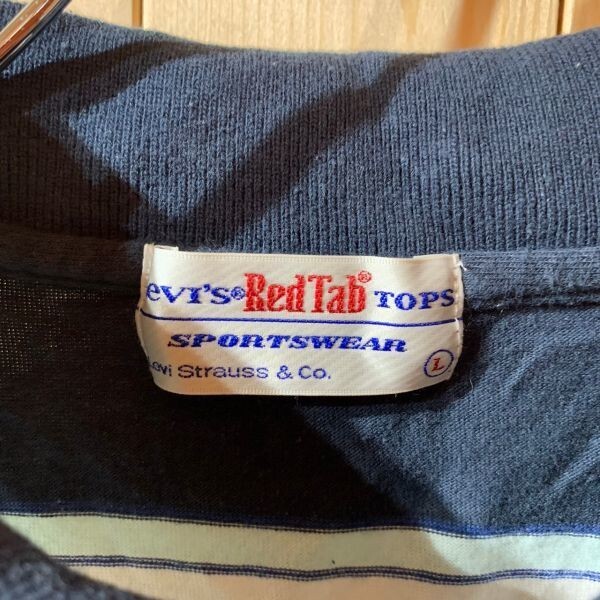 eVI'S® Red Tab® TOPS
SPORTSWEAR
Levi Strauss & Co. L